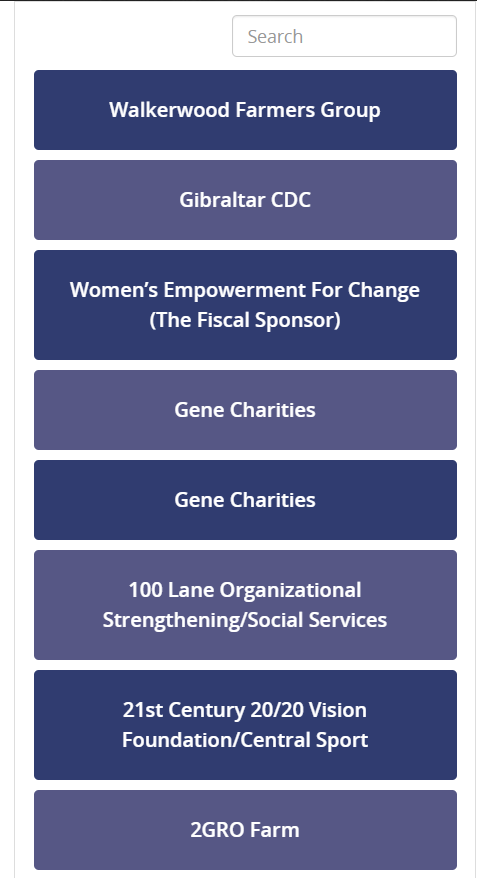 Search
Walkerwood Farmers Group
Gibraltar CDC
Women’s Empowerment For Change
(The Fiscal Sponsor)
Gene Charities
Gene Charities
100 Lane Organizational
Strengthening/Social Services
21st Century 20/20 Vision
Foundation/Central Sport
2GRO Farm